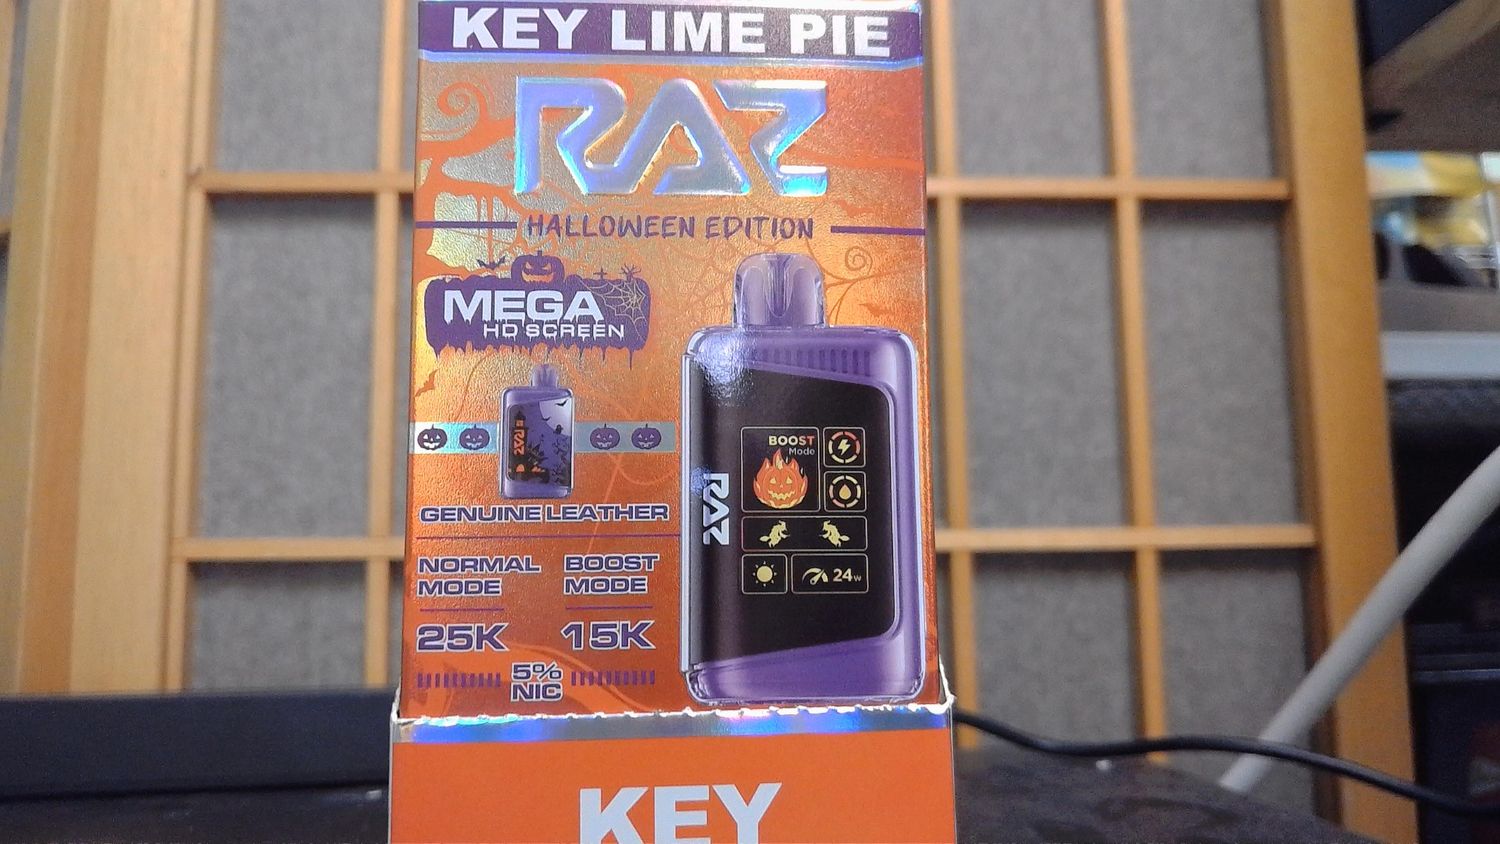 KEY LIME PIE
RAZ
HALLOWEEN EDITION
MEGA
HD SCREEN
RAZ
GENUINE LEATHER
NORMAL
MODE
BOOST
MODE
25K
15K
5%
NIC
BOOST
Mode
RAZ
24W
KEY